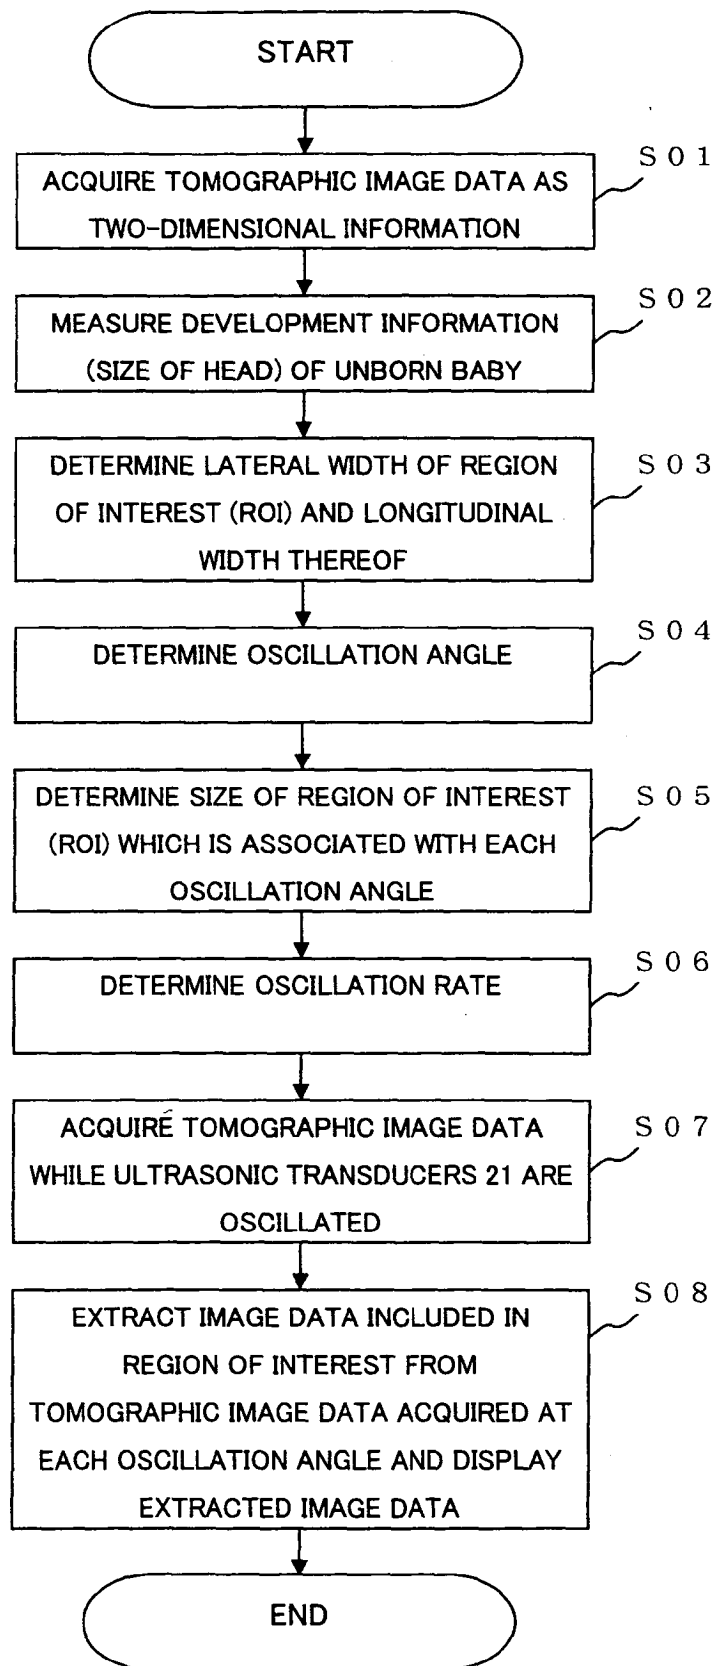 START
S01
ACQUIRE TOMOGRAPHIC IMAGE DATA AS
TWO-DIMENSIONAL INFORMATION
S02
MEASURE DEVELOPMENT INFORMATION
(SIZE OF HEAD) OF UNBORN BABY
S03
DETERMINE LATERAL WIDTH OF REGION
OF INTEREST (ROI) AND LONGITUDINAL
WIDTH THEREOF
S04
DETERMINE OSCILLATION ANGLE
S05
DETERMINE SIZE OF REGION OF INTEREST
(ROI) WHICH IS ASSOCIATED WITH EACH
OSCILLATION ANGLE
S06
DETERMINE OSCILLATION RATE
S07
ACQUIRE TOMOGRAPHIC IMAGE DATA
WHILE ULTRASONIC TRANSDUCERS 21 ARE
OSCILLATED
S08
EXTRACT IMAGE DATA INCLUDED IN
REGION OF INTEREST FROM
TOMOGRAPHIC IMAGE DATA ACQUIRED AT
EACH OSCILLATION ANGLE AND DISPLAY
EXTRACTED IMAGE DATA
END